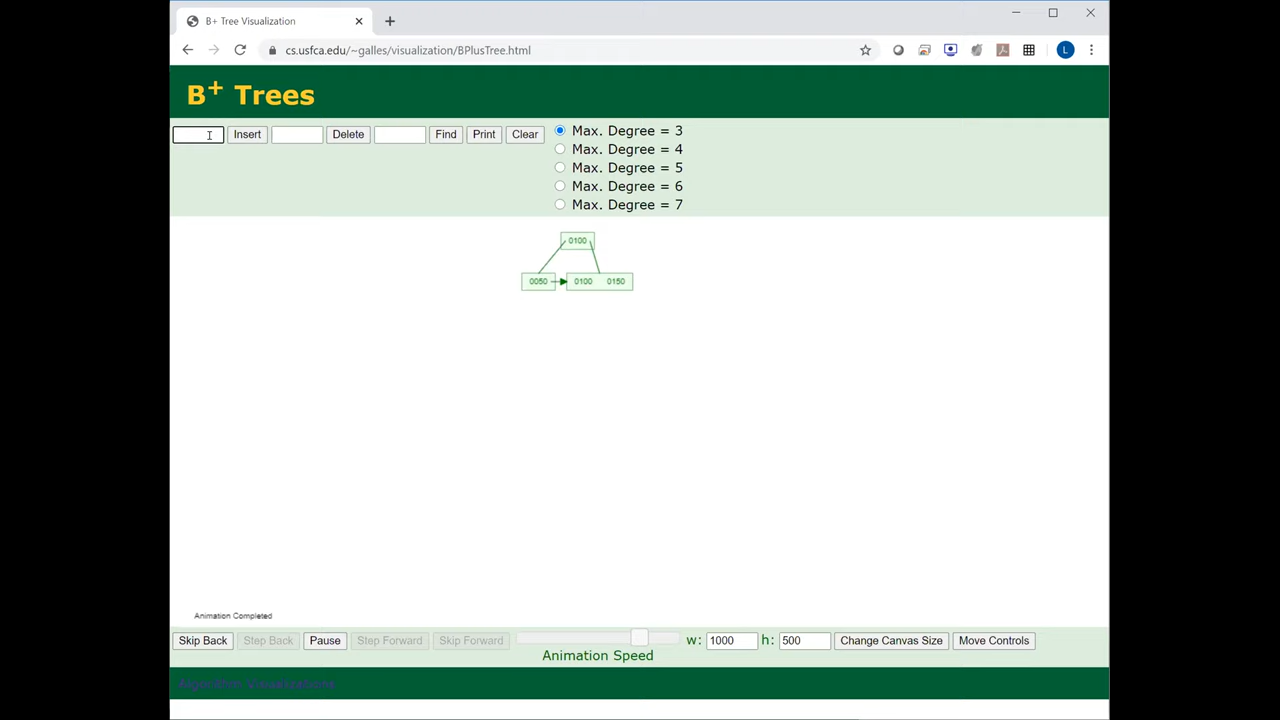 B+ Tree Visualization
cs.usfca.edu/~galles/visualization/BPlusTree.html
L
B+ Trees
Insert Delete Find Print Clear
Max. Degree = 3
Max. Degree = 4
Max. Degree = 5
Max. Degree = 6
Max. Degree = 7
0100
0050 0100 0150
Animation Completed
Skip Back Step Back Pause Step Forward Skip Forward w: 1000 h: 500 Change Canvas Size Move Controls
Animation Speed
Algorithm Visualizations